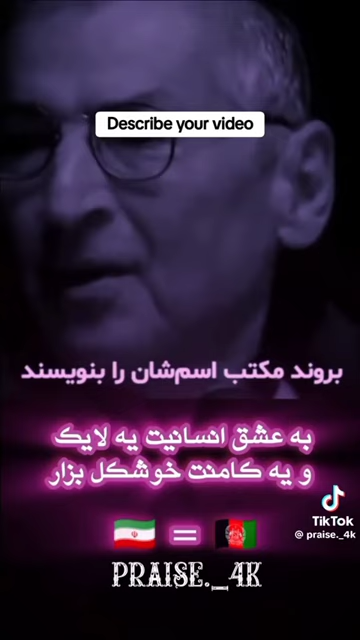 Describe your video
بروند مکتب اسم‌شان را بنویسند
به عشق انسانیت یه لایک
و یه کامنت خوشگل بزار
=
PRAISE._4K
TikTok
@ praise._4k